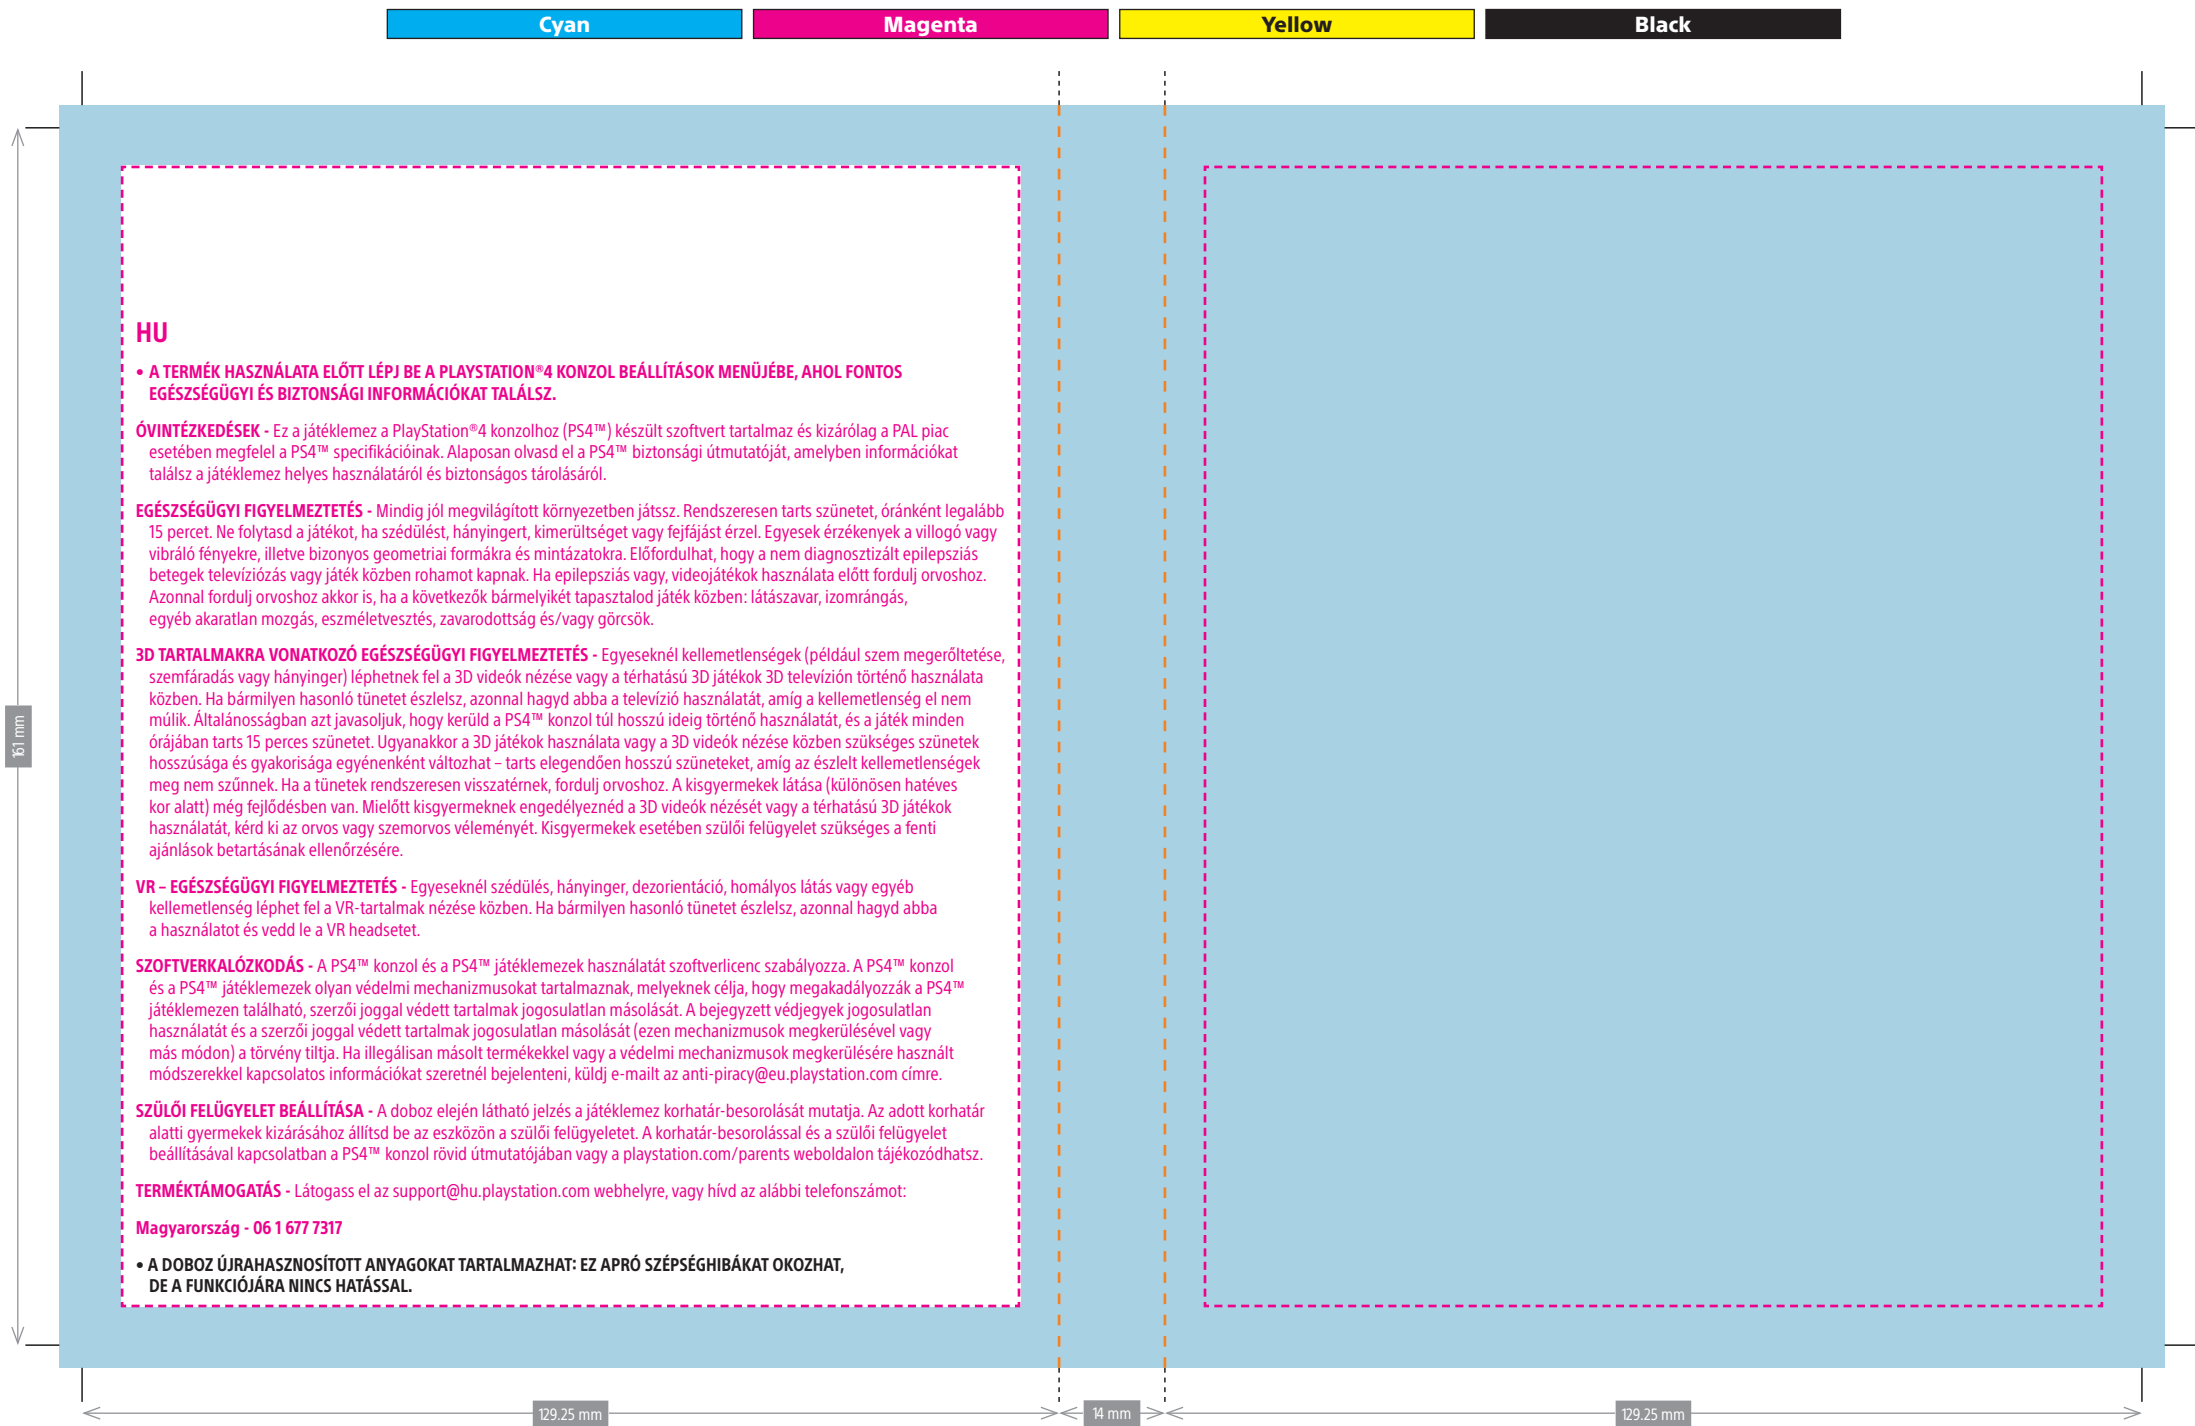 Cyan
Magenta
Yellow
Black
HU
• A TERMÉK HASZNÁLATA ELŐTT LÉPJ BE A PLAYSTATION®4 KONZOL BEÁLLÍTÁSOK MENÜJÉBE, AHOL FONTOS
EGÉSZSÉGÜGYI ÉS BIZTONSÁGI INFORMÁCIÓKAT TALÁLSZ.
ÓVINTÉZKEDÉSEK - Ez a játéklemez a PlayStation®4 konzolhoz (PS4™) készült szoftvert tartalmaz és kizárólag a PAL piac
esetében megfelel a PS4™ specifikációinak. Alaposan olvasd el a PS4™ biztonsági útmutatóját, amelyben információkat
találsz a játéklemez helyes használatáról és biztonságos tárolásáról.
EGÉSZSÉGÜGYI FIGYELMEZTETÉS - Mindig jól megvilágított környezetben játssz. Rendszeresen tarts szünetet, óránként legalább
15 percet. Ne folytasd a játékot, ha szédülést, hányingert, kimerültséget vagy fejfájást érzel. Egyesek érzékenyek a villogó vagy
vibráló fényekre, illetve bizonyos geometriai formákra és mintázatokra. Előfordulhat, hogy a nem diagnosztizált epilepsziás
betegek televíziózás vagy játék közben rohamot kapnak. Ha epilepsziás vagy, videojátékok használata előtt fordulj orvoshoz.
Azonnal fordulj orvoshoz akkor is, ha a következők bármelyikét tapasztalod játék közben: látászavar, izomrángás,
egyéb akaratlan mozgás, eszméletvesztés, zavarodottság és/vagy görcsök.
3D TARTALMAKRA VONATKOZÓ EGÉSZSÉGÜGYI FIGYELMEZTETÉS - Egyeseknél kellemetlenségek (például szem megerőltetése,
szemfáradás vagy hányinger) léphetnek fel a 3D videók nézése vagy a térhatású 3D játékok 3D televízión történő használata
közben. Ha bármilyen hasonló tünetet észlelsz, azonnal hagyd abba a televízió használatát, amíg a kellemetlenség el nem
múlik. Általánosságban azt javasoljuk, hogy kerüld a PS4™ konzol túl hosszú ideig történő használatát, és a játék minden
órájában tarts 15 perces szünetet. Ugyanakkor a 3D játékok használata vagy a 3D videók nézése közben szükséges szünetek
hosszúsága és gyakorisága egyénenként változhat – tarts elegendően hosszú szüneteket, amíg az észlelt kellemetlenségek
meg nem szűnnek. Ha a tünetek rendszeresen visszatérnek, fordulj orvoshoz. A kisgyermekek látása (különösen hatéves
kor alatt) még fejlődésben van. Mielőtt kisgyermeknek engedélyeznéd a 3D videók nézését vagy a térhatású 3D játékok
használatát, kérd ki az orvos vagy szemorvos véleményét. Kisgyermekek esetében szülői felügyelet szükséges a fenti
ajánlások betartásának ellenőrzésére.
VR – EGÉSZSÉGÜGYI FIGYELMEZTETÉS - Egyeseknél szédülés, hányinger, dezorientáció, homályos látás vagy egyéb
kellemetlenség léphet fel a VR-tartalmak nézése közben. Ha bármilyen hasonló tünetet észlelsz, azonnal hagyd abba
a használatot és vedd le a VR headsetet.
SZOFTVERKALÓZKODÁS - A PS4™ konzol és a PS4™ játéklemezek használatát szoftverlicenc szabályozza. A PS4™ konzol
és a PS4™ játéklemezek olyan védelmi mechanizmusokat tartalmaznak, melyeknek célja, hogy megakadályozzák a PS4™
játéklemezen található, szerzői joggal védett tartalmak jogosulatlan másolását. A bejegyzett védjegyek jogosulatlan
használatát és a szerzői joggal védett tartalmak jogosulatlan másolását (ezen mechanizmusok megkerülésével vagy
más módon) a törvény tiltja. Ha illegálisan másolt termékekkel vagy a védelmi mechanizmusok megkerülésére használt
módszerekkel kapcsolatos információkat szeretnél bejelenteni, küldj e-mailt az anti-piracy@eu.playstation.com címre.
SZÜLŐI FELÜGYELET BEÁLLÍTÁSA - A doboz elején látható jelzés a játéklemez korhatár-besorolását mutatja. Az adott korhatár
alatti gyermekek kizárásához állítsd be az eszközön a szülői felügyeletet. A korhatár-besorolással és a szülői felügyelet
beállításával kapcsolatban a PS4™ konzol rövid útmutatójában vagy a playstation.com/parents weboldalon tájékozódhatsz.
TERMÉKTÁMOGATÁS - Látogass el az support@hu.playstation.com webhelyre, vagy hívd az alábbi telefonszámot:
Magyarország - 06 1 677 7317
• A DOBOZ ÚJRAHASZNOSÍTOTT ANYAGOKAT TARTALMAZHAT: EZ APRÓ SZÉPSÉGHIBÁKAT OKOZHAT,
DE A FUNKCIÓJÁRA NINCS HATÁSSAL.
161 mm
129.25 mm
14 mm
129.25 mm